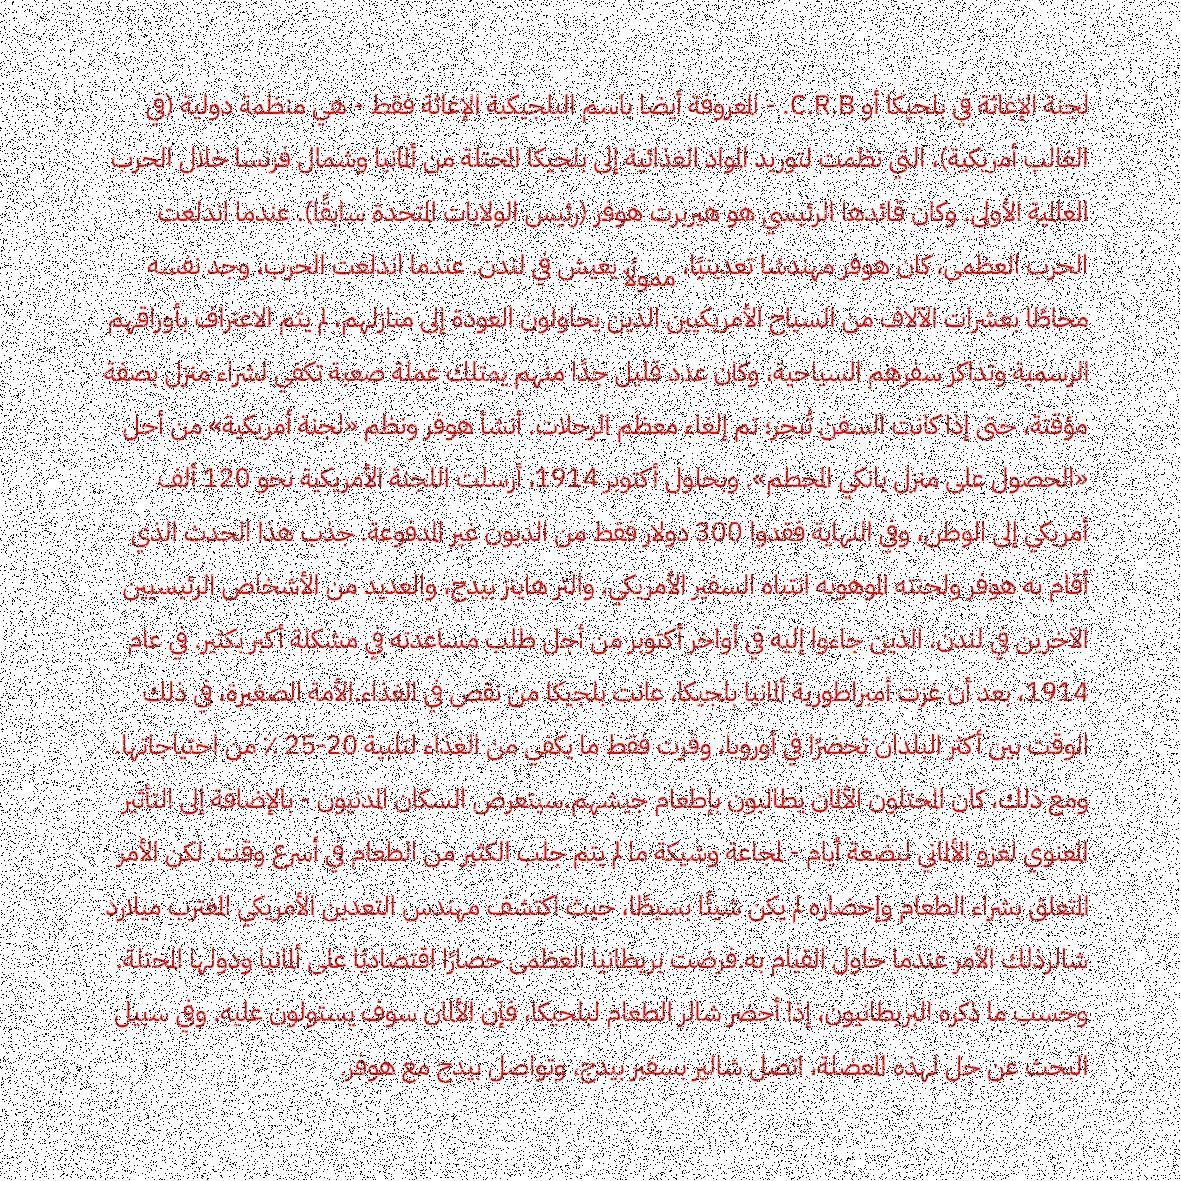 لجنة الإغاثة في بلجيكا أو C.R.B. - المعروفة أيضا باسم البلجيكية الإغاثة فقط - هي منظمة دولية (في
الغالب أمريكية). التي نظمت لتوريد المواد الغذائية إلى بلجيكا المحتلة من ألمانيا وشمال فرنسا خلال الحرب
العالمية الأولى. وكان قائدها الرئيسي هو هيربرت هوفر (رئيس الولايات المتحدة سابقًا). عندما اندلعت
الحرب العظمى، كان هوفر مهندسًا تعدينيًا، ممولًا، يعيش في لندن. عندما اندلعت الحرب، وجد نفسه
محاطًا بعشرات الآلاف من السياح الأمريكيين الذين يحاولون العودة إلى منازلهم. لم يتم الاعتراف بأوراقهم
الرسمية وتذاكر سفرهم السياحية، وكان عدد قليل جدًا منهم يمتلك عملة صعبة تكفي لشراء منزل بصفة
مؤقتة، حتى إذا كانت السفن تُبحر؛ تم إلغاء معظم الرحلات. أنشأ هوفر ونظم «لجنة أمريكية» من أجل
«الحصول على منزل يانكي المحطم». وبحلول أكتوبر 1914، أرسلت اللجنة الأمريكية نحو 120 ألف
أمريكي إلى الوطن، وفي النهاية فقدوا 300 دولار فقط من الديون غير المدفوعة. جذب هذا الحدث الذي
أقام به هوفر ولجنته الموهوبه انتباه السفير الأمريكي، والتر هاينز بيدج، والعديد من الأشخاص الرئيسيين
الآخرين في لندن، الذين جاءوا إليه في أواخر أكتوبر من أجل طلب مساعدته في مشكلة أكبر بكثير. في عام
1914، بعد أن غزت أمبراطورية ألمانيا بلجيكا، عانت بلجيكا من نقص في الغذاء.الأمة الصغيرة، في ذلك
الوقت بين أكثر البلدان تحضرًا في أوروبا، وفرت فقط ما يكفي من الغذاء لتلبية 20-25 ٪ من احتياجاتها.
ومع ذلك، كان المحتلون الألمان يطالبون بإطعام جيشهم.سيتعرض السكان المدنيون - بالإضافة إلى التأثير
المعنوي لغزو الألماني لبضعة أيام - لمجاعة وشيكة ما لم يتم جلب الكثير من الطعام في أسرع وقت. لكن الأمر
المتعلق بشراء الطعام وإحضاره لم يكن شيئًا بسيطًا، حيث اكتشف مهندس التعدين الأمريكي المغترب ميلارد
شالرذلك الأمر عندما حاول القيام به.فرضت بريطانيا العظمى حصارًا اقتصاديًا على ألمانيا ودولها المحتلة.
وحسب ما ذكره البريطانيون، إذا أحضر شالر الطعام لبلجيكا، فإن الألمان سوف يستولون عليه. وفي سبيل
البحث عن حل لهذه المعضلة، اتصل شالير بسفير بيدج. وتواصل بيدج مع هوفر.